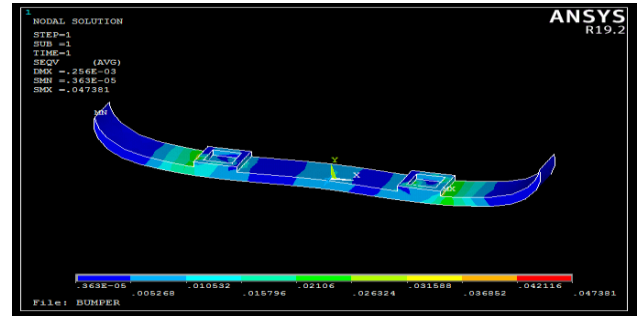 1
NODAL SOLUTION
STEP=1
SUB =1
TIME=1
SEQV (AVG)
DMX =.256E-03
SMN =.363E-05
SMX =.047381
ANSYS
R19.2
MN
Y
X
MX
.363E-05 .010532 .02106 .031588 .042116
.005268 .015796 .026324 .036852 .047381
File: BUMPER